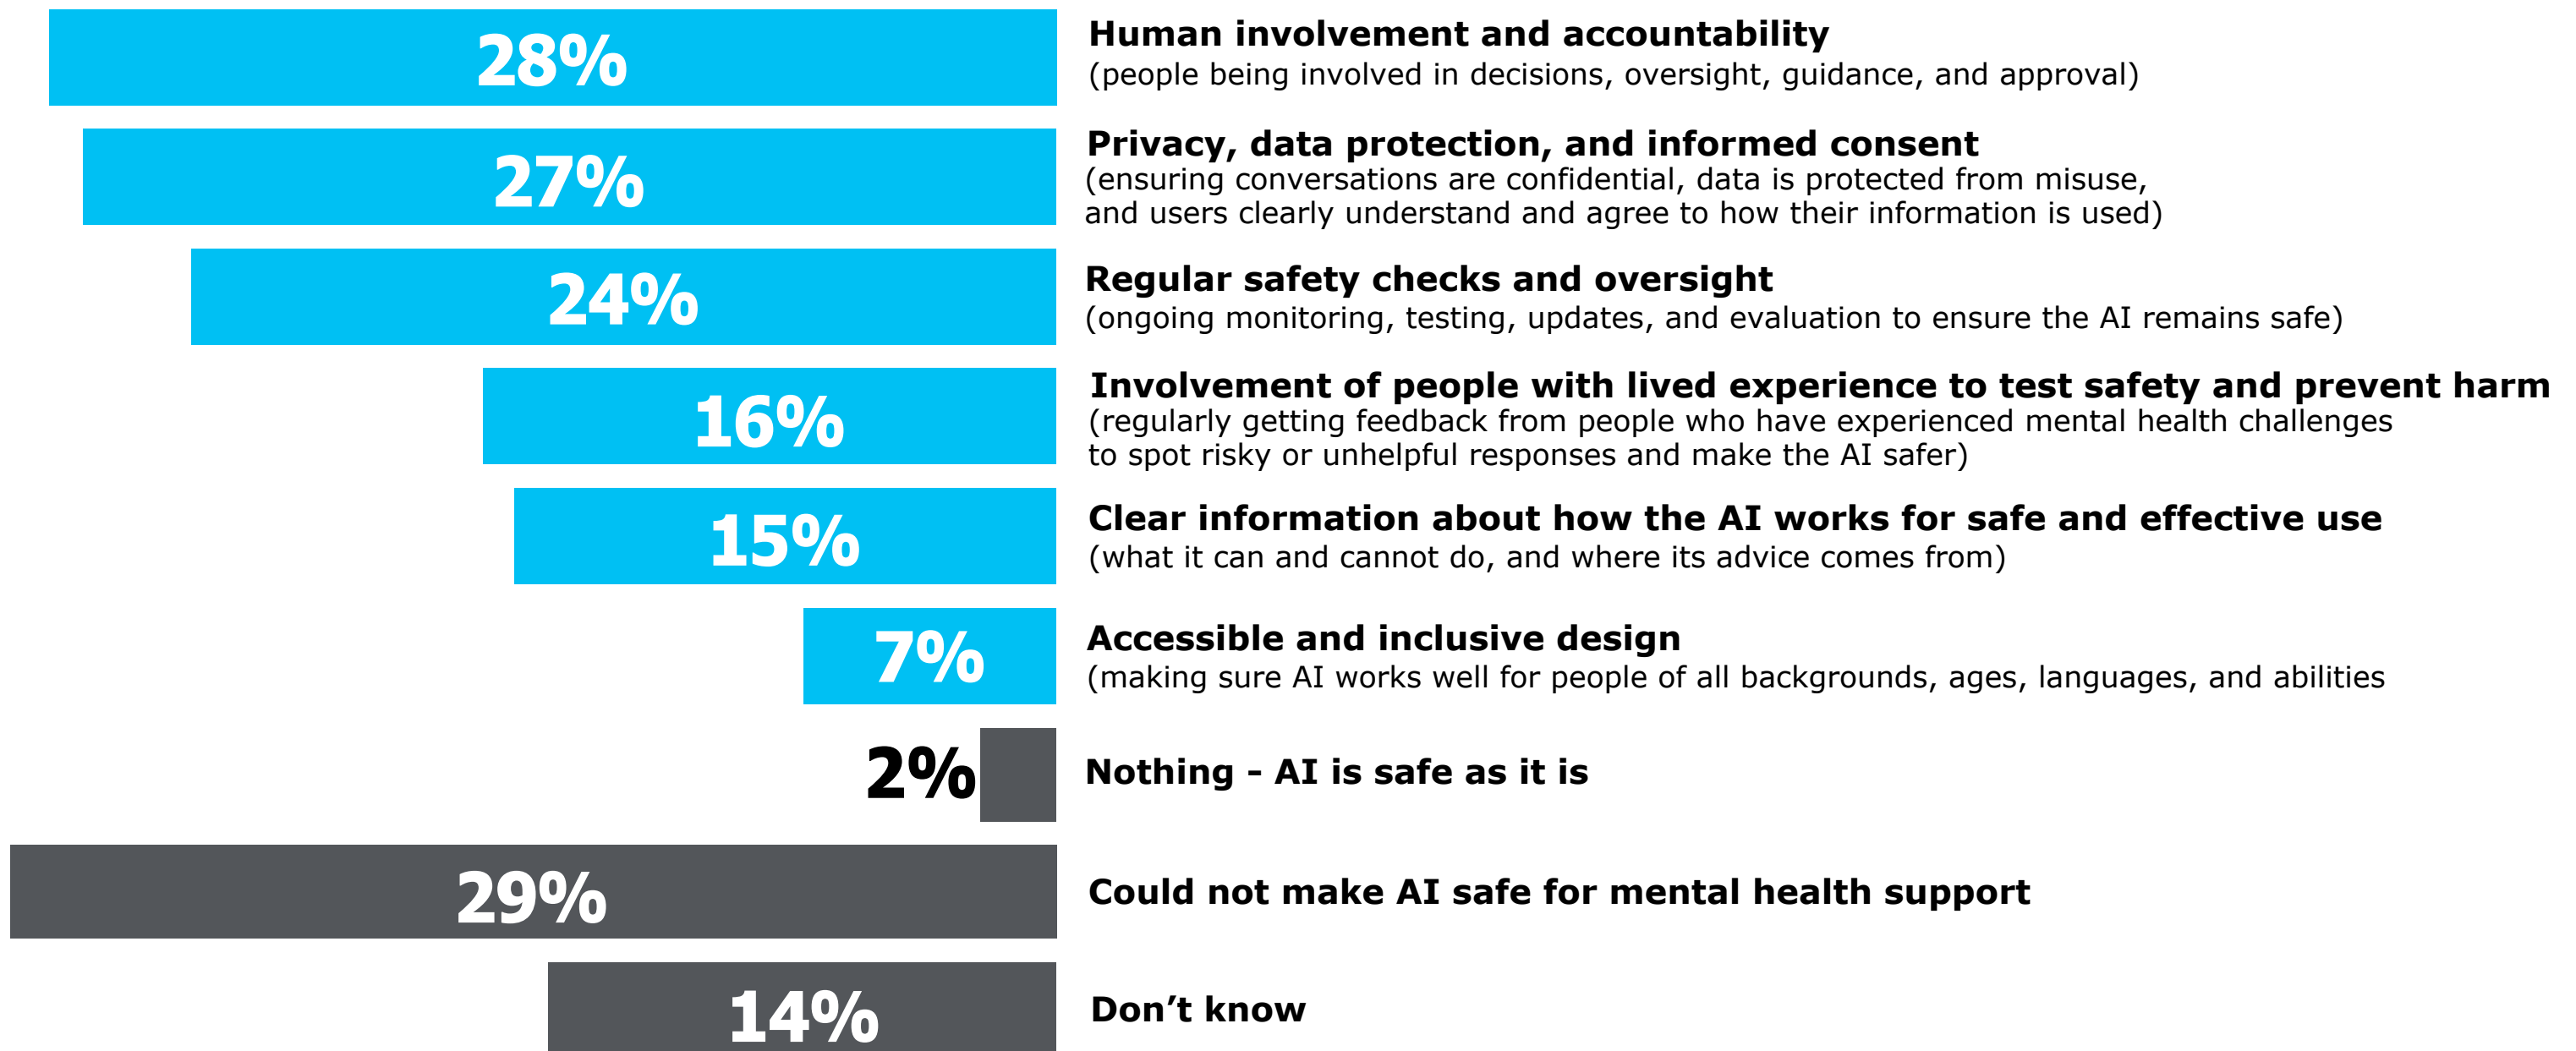 28%
Human involvement and accountability
(people being involved in decisions, oversight, guidance, and approval)
27%
Privacy, data protection, and informed consent
(ensuring conversations are confidential, data is protected from misuse,
and users clearly understand and agree to how their information is used)
24%
Regular safety checks and oversight
(ongoing monitoring, testing, updates, and evaluation to ensure the AI remains safe)
16%
Involvement of people with lived experience to test safety and prevent harm
(regularly getting feedback from people who have experienced mental health challenges
to spot risky or unhelpful responses and make the AI safer)
15%
Clear information about how the AI works for safe and effective use
(what it can and cannot do, and where its advice comes from)
7%
Accessible and inclusive design
(making sure AI works well for people of all backgrounds, ages, languages, and abilities
2%
Nothing - AI is safe as it is
29%
Could not make AI safe for mental health support
14%
Don’t know